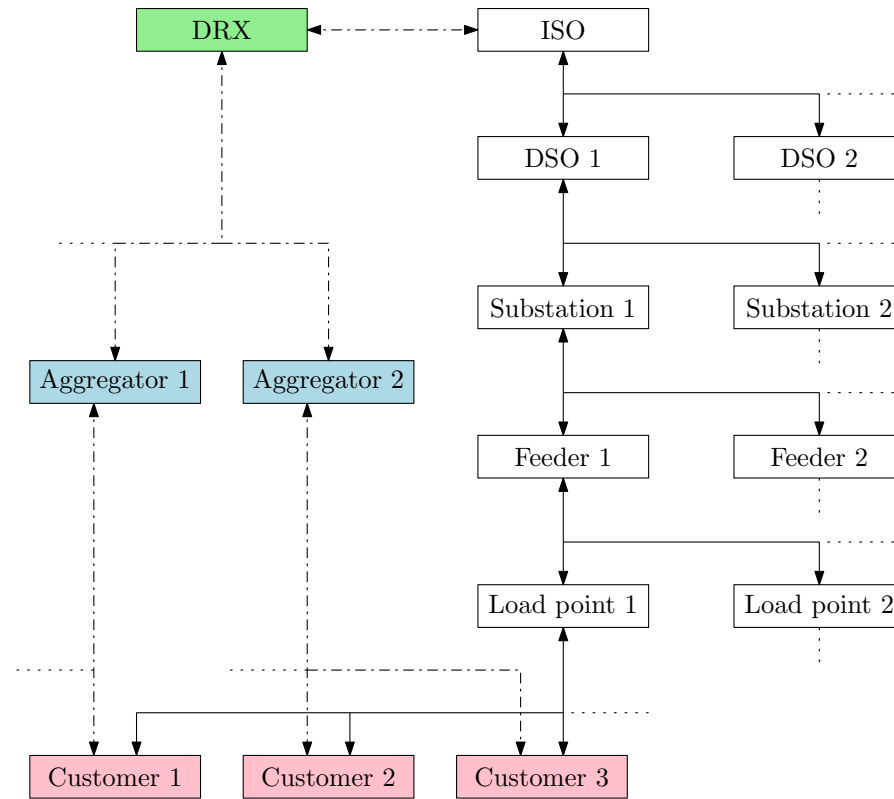 DRX
ISO
DSO 1
DSO 2
Substation 1
Substation 2
Aggregator 1
Aggregator 2
Feeder 1
Feeder 2
Load point 1
Load point 2
Customer 1
Customer 2
Customer 3